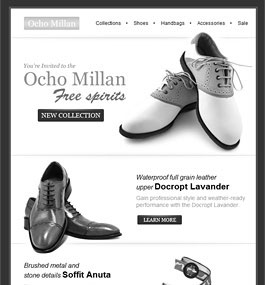 Ocho Millan
Collections • Shoes • Handbags • Accessories • Sale
You're Invited to the
Ocho Millan
Free spirits
NEW COLLECTION
Waterproof full grain leather
upper Docropt Lavander
Gain professional style and weather-ready
performance with the Docropt Lavander
LEARN MORE
Brushed metal and
stone details Soffit Anuta